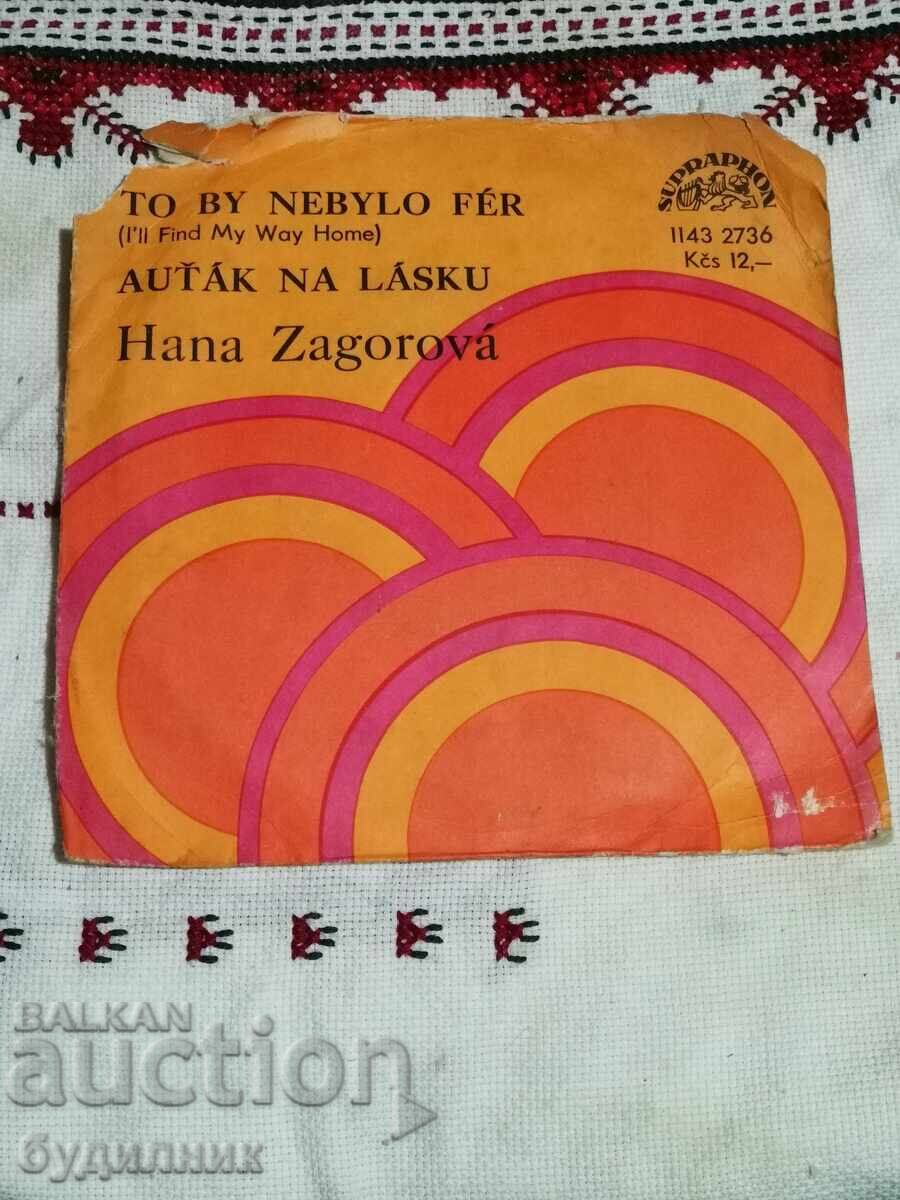 TO BY NEBYLO FÉR
(I'll Find My Way Home)
AUŤÁK NA LÁSKU
Hana Zagorová
SUPRAPHON
1143 2736
Kčs 12,—
BALKAN
auction
будилник